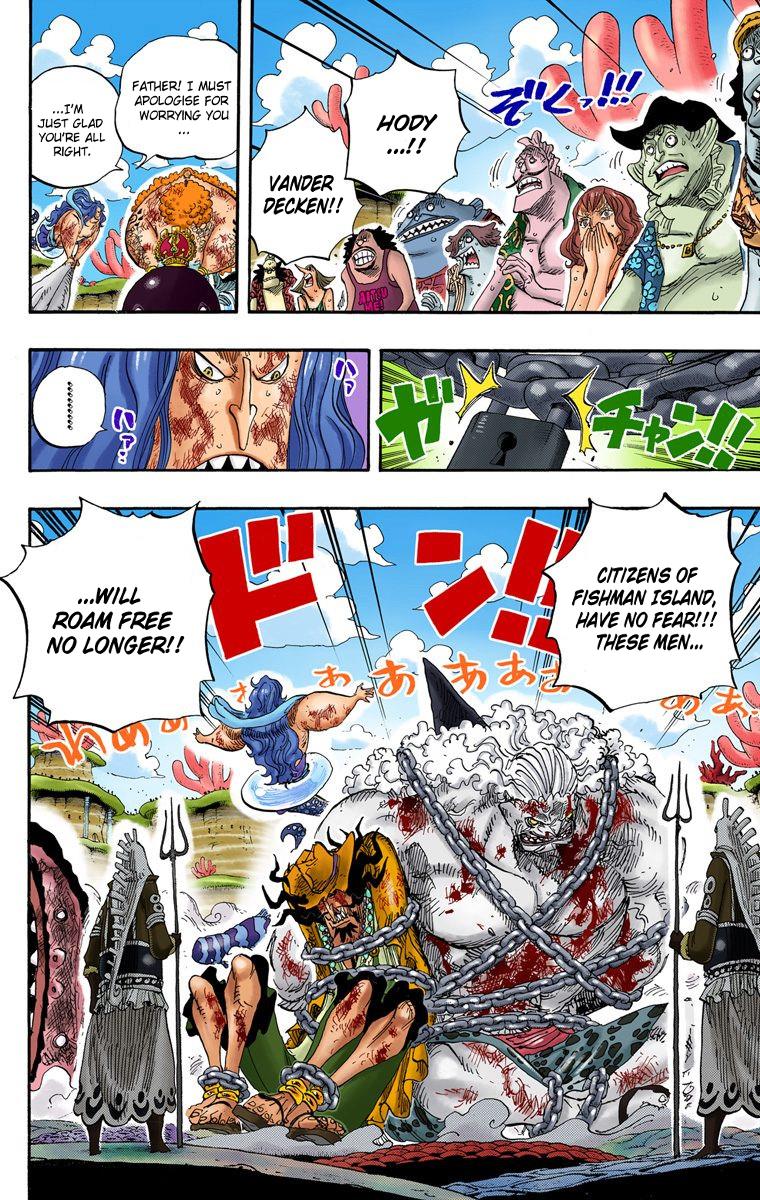 ぞくっ!!!
HODY
...!!
VANDER
DECKEN!!
FATHER! I MUST
APOLOGISE FOR
WORRYING YOU
...
...I'M
JUST GLAD
YOU'RE ALL
RIGHT.
ガチャン!!
ハァ
ハァ
..........
CITIZENS OF
FISHMAN ISLAND,
HAVE NO FEAR!!!
THESE MEN...
ドン!!
...WILL
ROAM FREE
NO LONGER!!